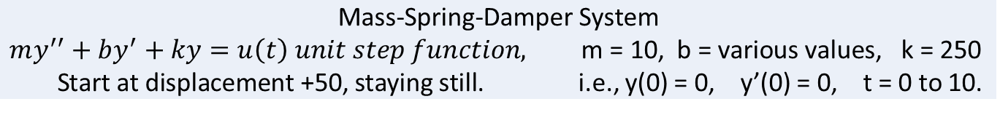 Mass-Spring-Damper System
my′′ + by′ + ky = u(t) unit step function, m = 10, b = various values, k = 250
Start at displacement +50, staying still. i.e., y(0) = 0, y’(0) = 0, t = 0 to 10.